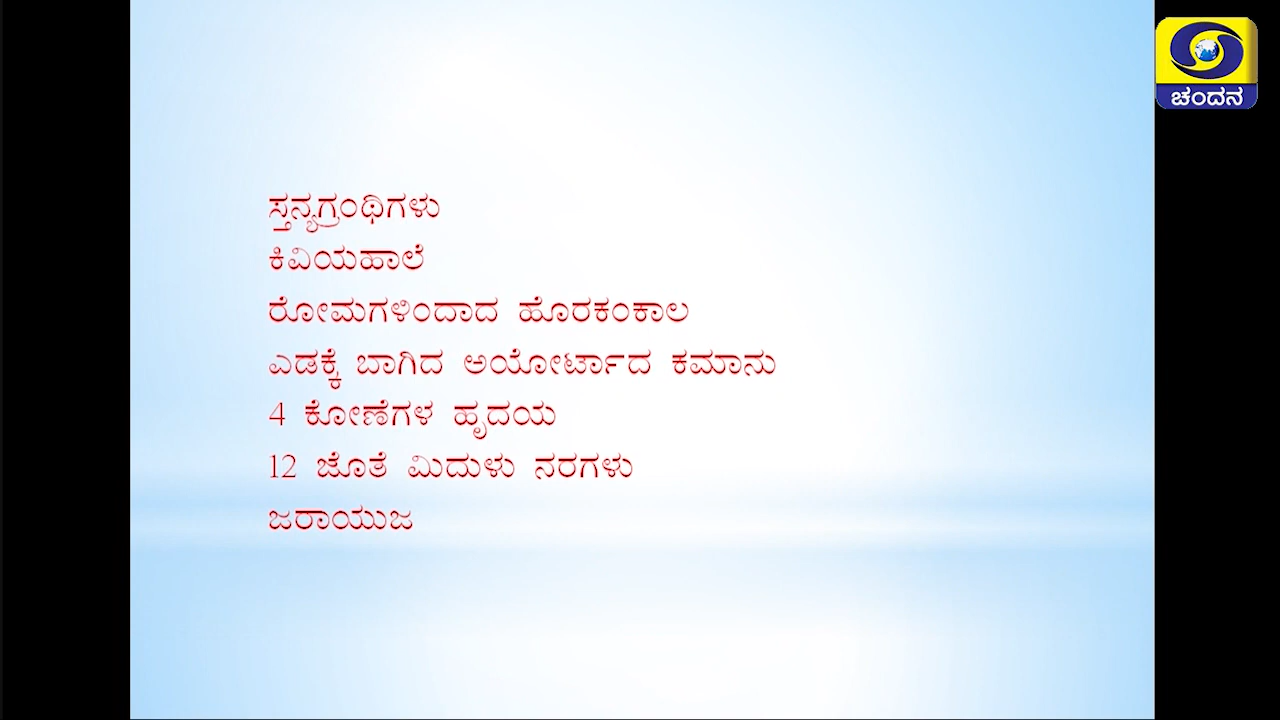 ಚಂದನ
ಸ್ತನ್ಯಗ್ರಂಥಿಗಳು
ಕಿವಿಯಹಾಲೆ
ರೋಮಗಳಿಂದಾದ ಹೊರಕಂಕಾಲ
ಎಡಕ್ಕೆ ಬಾಗಿದ ಅಯೋರ್ಟಾದ ಕಮಾನು
4 ಕೋಣೆಗಳ ಹೃದಯ
12 ಜೊತೆ ಮಿದುಳು ನರಗಳು
ಜರಾಯುಜ